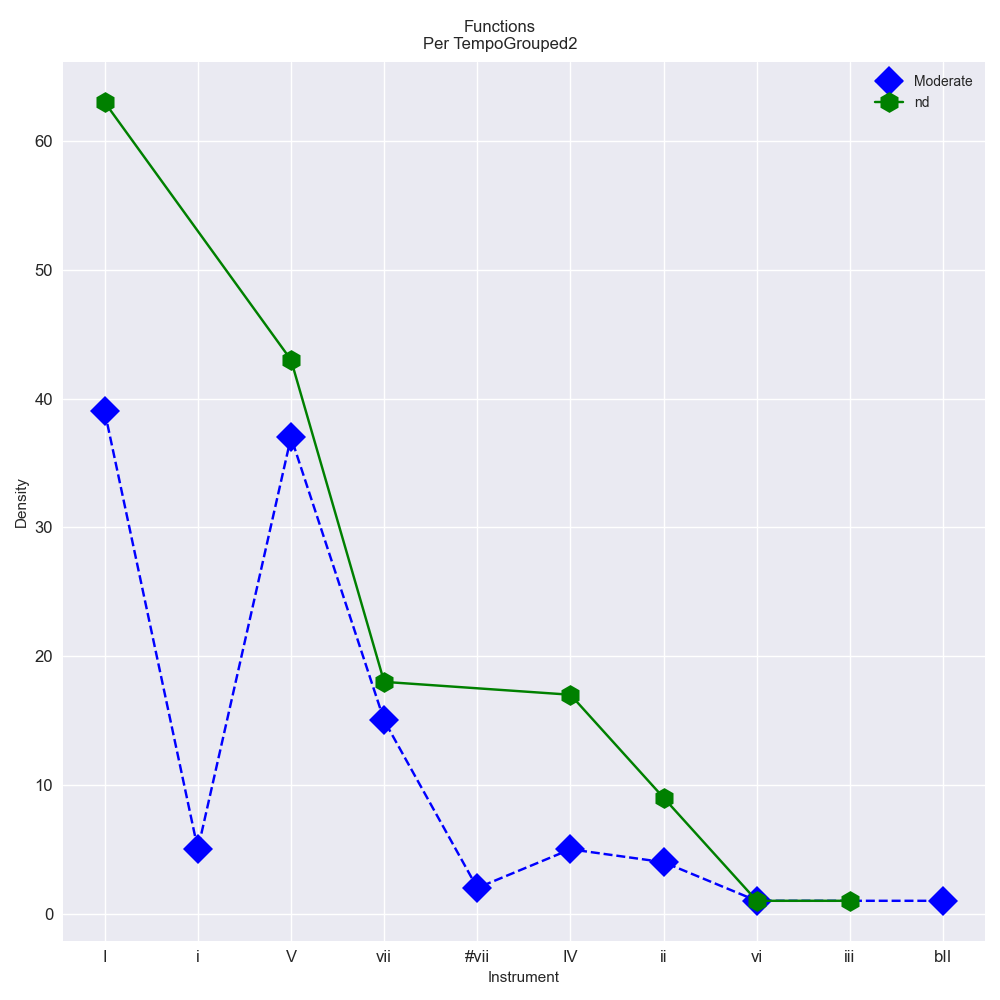 Functions
Per TempoGrouped2
Moderate
nd
60
50
40
30
20
10
0
Density
I i V vii #vii IV ii vi iii bII
Instrument